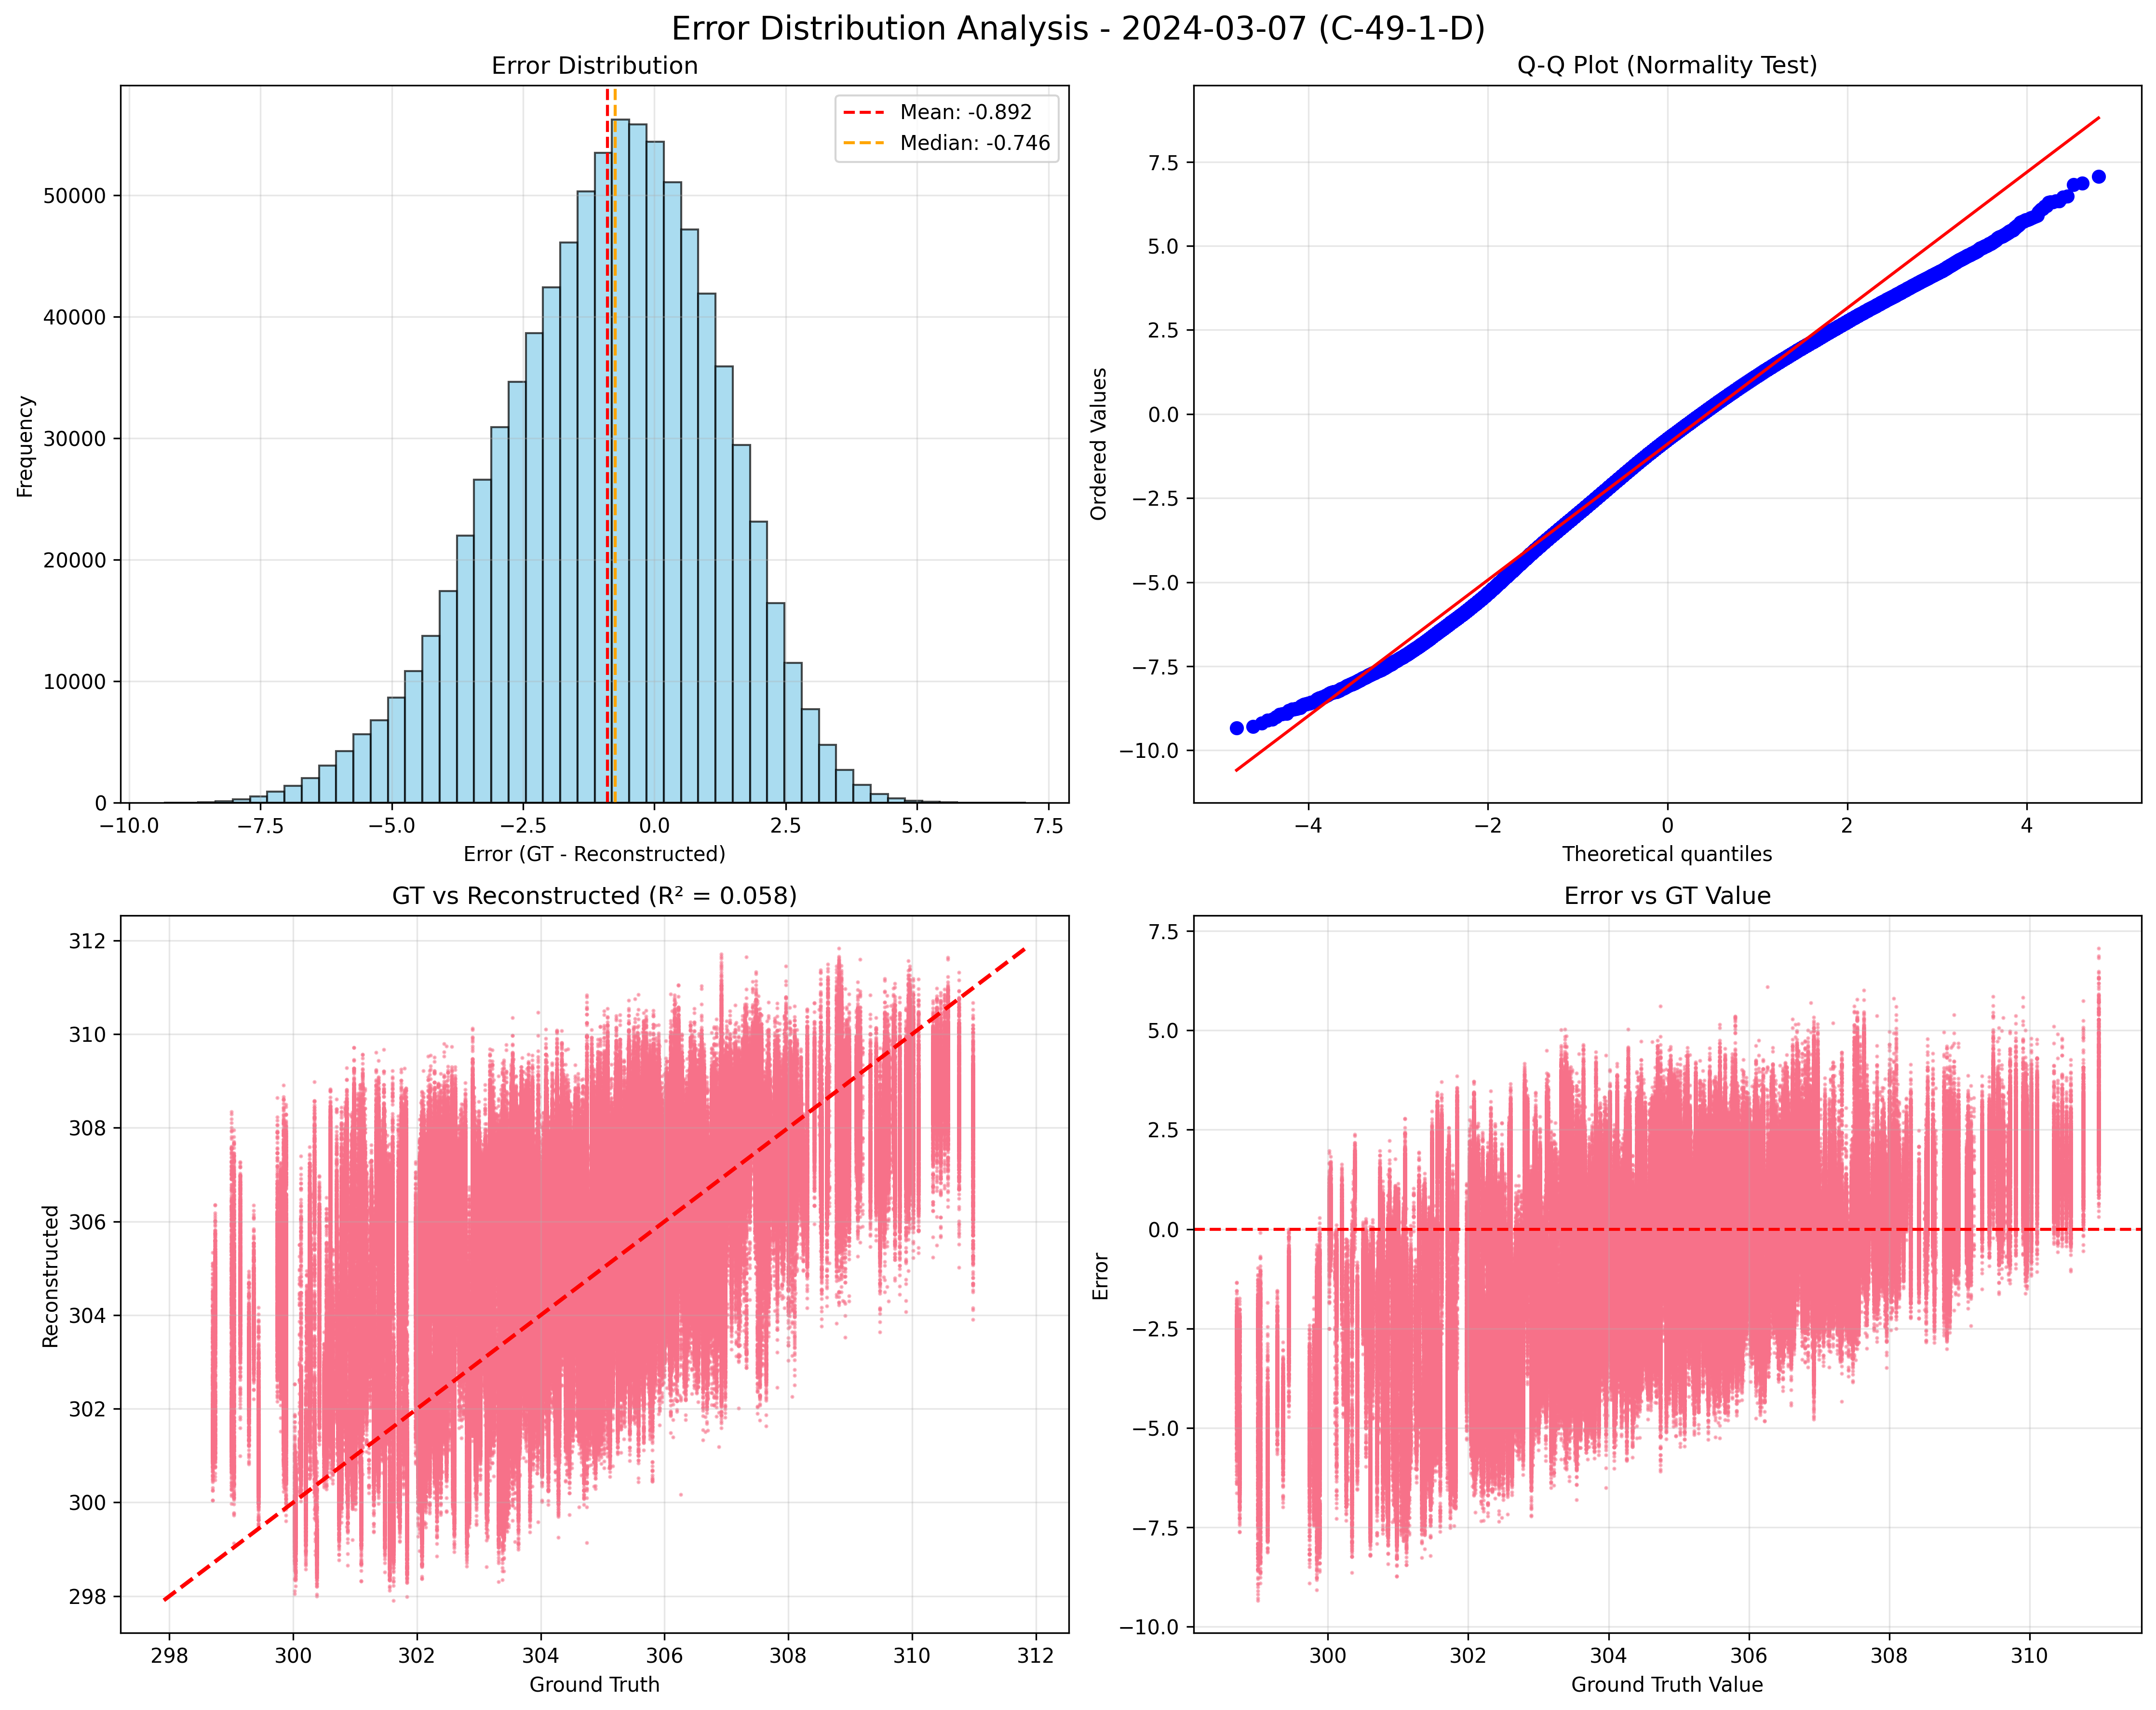 Error Distribution Analysis - 2024-03-07 (C-49-1-D)
Error Distribution
Mean: -0.892
Median: -0.746
Frequency
50000
40000
30000
20000
10000
0
−10.0 −7.5 −5.0 −2.5 0.0 2.5 5.0 7.5
Error (GT - Reconstructed)
Q-Q Plot (Normality Test)
Ordered Values
7.5
5.0
2.5
0.0
−2.5
−5.0
−7.5
−10.0
−4 −2 0 2 4
Theoretical quantiles
GT vs Reconstructed (R² = 0.058)
Reconstructed
312
310
308
306
304
302
300
298
298 300 302 304 306 308 310 312
Ground Truth
Error vs GT Value
Error
7.5
5.0
2.5
0.0
−2.5
−5.0
−7.5
−10.0
300 302 304 306 308 310
Ground Truth Value